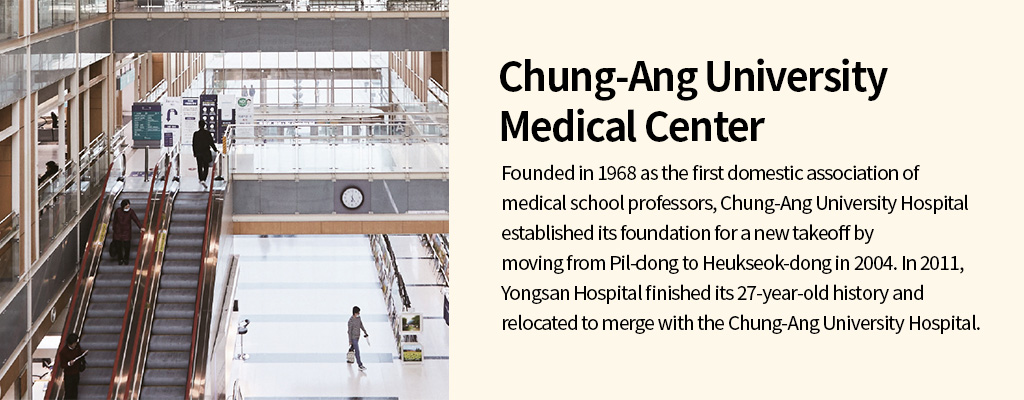 Chung-Ang University
Medical Center
Founded in 1968 as the first domestic association of
medical school professors, Chung-Ang University Hospital
established its foundation for a new takeoff by
moving from Pil-dong to Heukseok-dong in 2004. In 2011,
Yongsan Hospital finished its 27-year-old history and
relocated to merge with the Chung-Ang University Hospital.